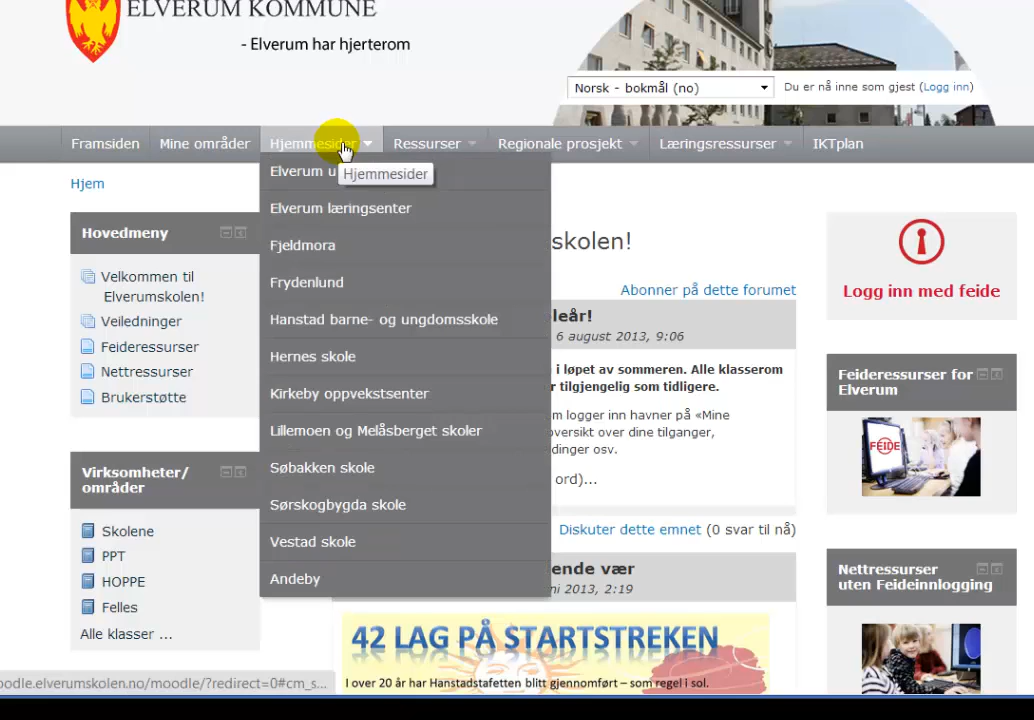 ELVERUM KOMMUNE
- Elverum har hjerterom
Norsk - bokmål (no)
Du er nå inne som gjest (Logg inn)
Framsiden
Mine områder
Hjemmesider
Ressurser
Regionale prosjekt
Læringsressurser
IKTplan
Hjem
Hjemmesider
Elverum u
Elverum læringsenter
Fjeldmora
Frydenlund
Hanstad barne- og ungdomsskole
Hernes skole
Kirkeby oppvekstsenter
Lillemoen og Melåsberget skoler
Søbakken skole
Sørskogbygda skole
Vestad skole
Andeby
Hovedmeny
Velkommen til
Elverumskolen!
Veiledninger
Feideressurser
Nettressurser
Brukerstøtte
Virksomheter/
områder
Skolene
PPT
HOPPE
Felles
Alle klasser ...
skolen!
Abonner på dette forumet
leår!
6 august 2013, 9:06
i løpet av sommeren. Alle klasserom
r tilgjengelig som tidligere.
om logger inn havner på «Mine
oversikt over dine tilganger,
dinger osv.
ord)...
Diskuter dette emnet (0 svar til nå)
ende vær
ni 2013, 2:19
42 LAG PÅ STARTSTREKEN
I over 20 år har Hanstadstafetten blitt gjennomført – som regel i sol.
Logg inn med feide
Feideressurser for
Elverum
FEIDE
Nettressurser
uten Feideinnlogging
oodle.elverumskolen.no/moodle/?redirect=0#cm_s...